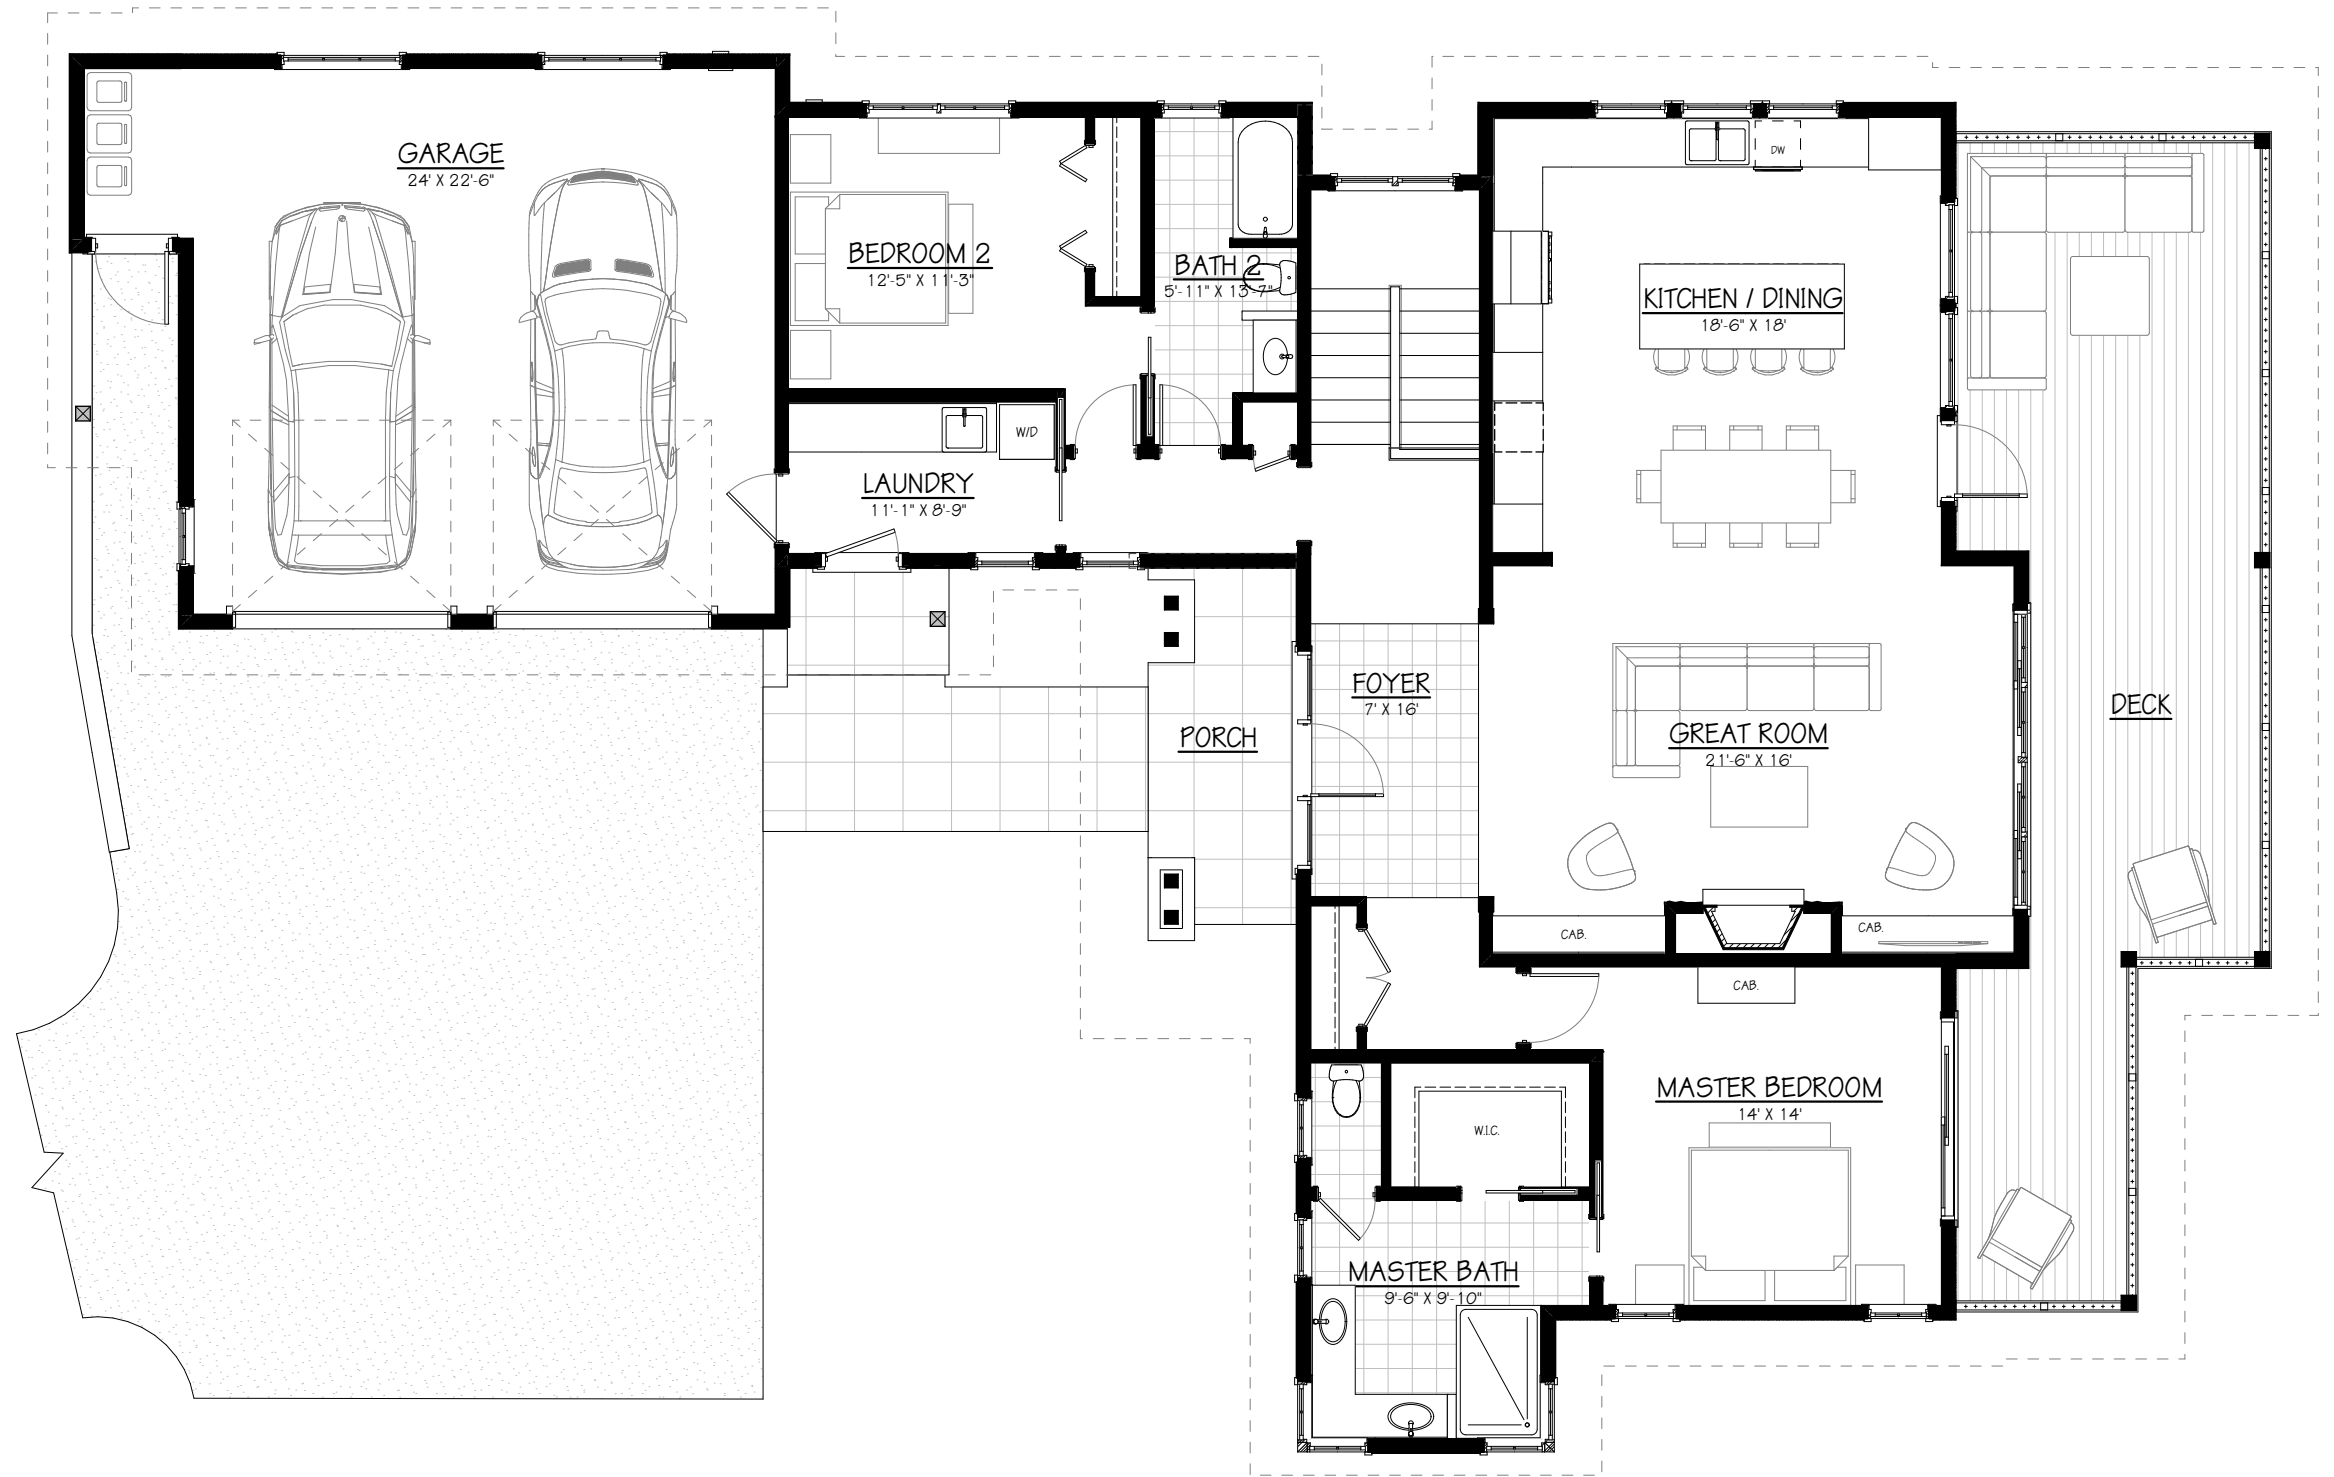 GARAGE
24' X 22'-6"
DW
BEDROOM 2
12'-5" X 11'-3"
BATH 2
5'-11" X 13'-7"
KITCHEN / DINING
18'-6" X 18'
W/D
LAUNDRY
11'-1" X 8'-9"
FOYER
7' X 16'
DECK
PORCH
GREAT ROOM
21'-6" X 16'
CAB.
CAB.
CAB.
MASTER BEDROOM
14' X 14'
W.I.C.
MASTER BATH
9'-6" X 9'-10"